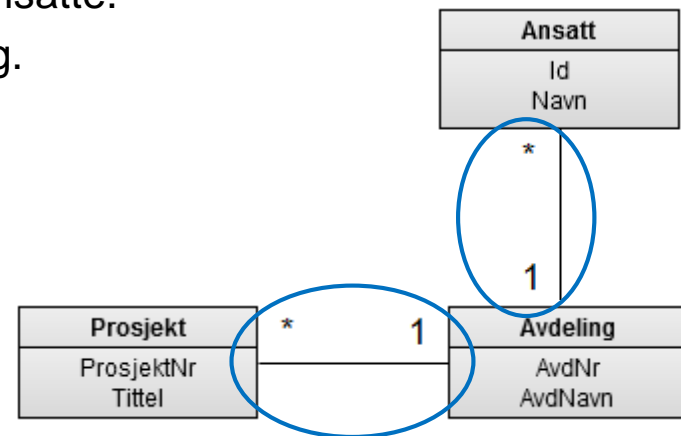 g.
Ansatt
Id
Navn
*
1
Prosjekt
ProsjektNr
Tittel
* 1
Avdeling
AvdNr
AvdNavn